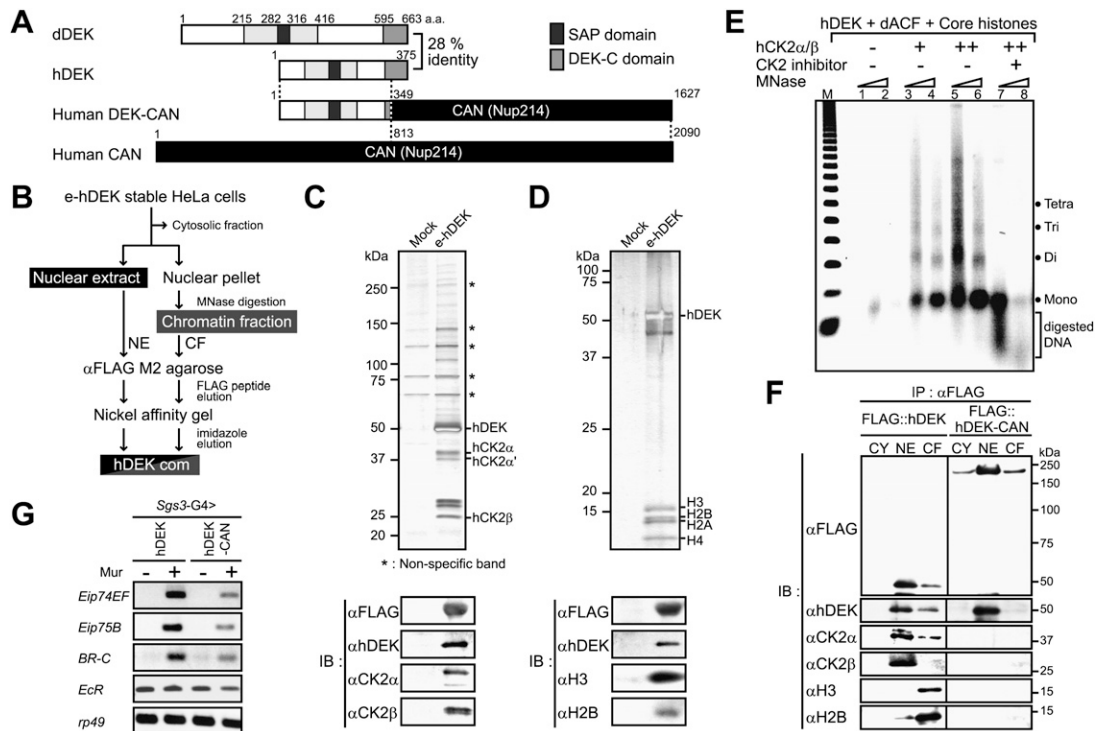 A
1 215 282 316 416 595 663 a.a.
dDEK
28 %
identity
SAP domain
DEK-C domain
1 375
hDEK
1 349 1627
Human DEK-CAN
CAN (Nup214)
1 813 2090
Human CAN
CAN (Nup214)
B
e-hDEK stable HeLa cells
Cytosolic fraction
Nuclear extract
Nuclear pellet
MNase digestion
Chromatin fraction
NE
CF
αFLAG M2 agarose
FLAG peptide
elution
Nickel affinity gel
imidazole
elution
hDEK com
C
Mock
e-hDEK
kDa
250
*
150
*
100
*
75
*
*
50
hDEK
hCK2α
37
hCK2α'
25
hCK2β
20
* : Non-specific band
IB :
αFLAG
αhDEK
αCK2α
αCK2β
D
Mock
e-hDEK
kDa
100
75
50
hDEK
37
25
20
15
H3
H2B
H2A
H4
IB :
αFLAG
αhDEK
αH3
αH2B
E
hDEK + dACF + Core histones
hCK2α/β - + ++ ++
CK2 inhibitor - - - +
MNase
M 1 2 3 4 5 6 7 8
Tetra
Tri
Di
Mono
digested
DNA
F
IP : αFLAG
FLAG::hDEK
FLAG::
hDEK-CAN
CY NE CF CY NE CF
kDa
250
150
100
75
50
50
37
25
15
15
IB :
αFLAG
αhDEK
αCK2α
αCK2β
αH3
αH2B
G
Sgs3-G4>
hDEK
hDEK
-CAN
Mur - + - +
Eip74EF
Eip75B
BR-C
EcR
rp49